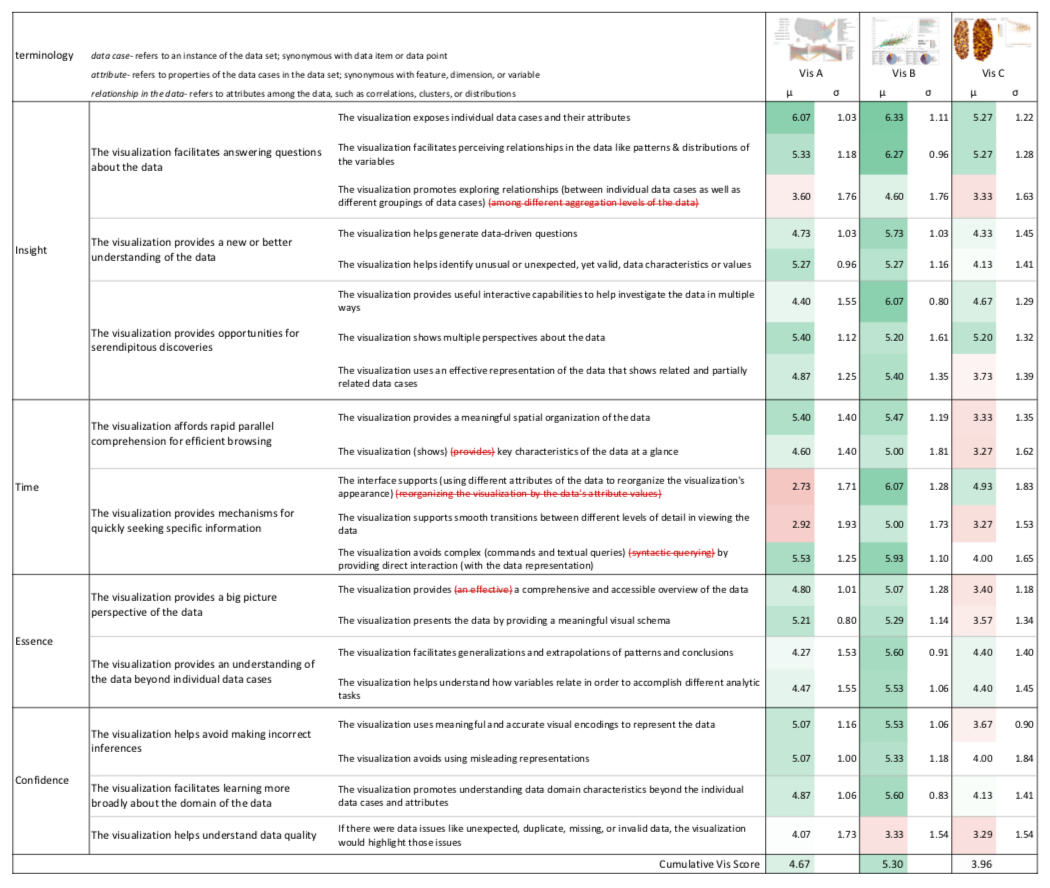 terminology
data case- refers to an instance of the data set; synonymous with data item or data point
attribute- refers to properties of the data cases in the data set; synonymous with feature, dimension, or variable
relationship in the data- refers to attributes among the data, such as correlations, clusters, or distributions
Vis A Vis B Vis C
μ σ μ σ μ σ
Insight
The visualization facilitates answering questions
about the data
The visualization exposes individual data cases and their attributes 6.07 1.03 6.33 1.11 5.27 1.22
The visualization facilitates perceiving relationships in the data like patterns & distributions of
the variables 5.33 1.18 6.27 0.96 5.27 1.28
The visualization promotes exploring relationships (between individual data cases as well as
different groupings of data cases) (among different aggregation levels of the data) 3.60 1.76 4.60 1.76 3.33 1.63
The visualization provides a new or better
understanding of the data
The visualization helps generate data-driven questions 4.73 1.03 5.73 1.03 4.33 1.45
The visualization helps identify unusual or unexpected, yet valid, data characteristics or values 5.27 0.96 5.27 1.16 4.13 1.41
The visualization provides opportunities for
serendipitous discoveries
The visualization provides useful interactive capabilities to help investigate the data in multiple
ways 4.40 1.55 6.07 0.80 4.67 1.29
The visualization shows multiple perspectives about the data 5.40 1.12 5.20 1.61 5.20 1.32
The visualization uses an effective representation of the data that shows related and partially
related data cases 4.87 1.25 5.40 1.35 3.73 1.39
Time
The visualization affords rapid parallel
comprehension for efficient browsing
The visualization provides a meaningful spatial organization of the data 5.40 1.40 5.47 1.19 3.33 1.35
The visualization (shows) (provides) key characteristics of the data at a glance 4.60 1.40 5.00 1.81 3.27 1.62
The visualization provides mechanisms for
quickly seeking specific information
The interface supports (using different attributes of the data to reorganize the visualization's
appearance) (reorganizing the visualization by the data's attribute values) 2.73 1.71 6.07 1.28 4.93 1.83
The visualization supports smooth transitions between different levels of detail in viewing the
data 2.92 1.93 5.00 1.73 3.27 1.53
The visualization avoids complex (commands and textual queries) (syntactic querying) by
providing direct interaction (with the data representation) 5.53 1.25 5.93 1.10 4.00 1.65
Essence
The visualization provides a big picture
perspective of the data
The visualization provides (an effective) a comprehensive and accessible overview of the data 4.80 1.01 5.07 1.28 3.40 1.18
The visualization presents the data by providing a meaningful visual schema 5.21 0.80 5.29 1.14 3.57 1.34
The visualization provides an understanding of
the data beyond individual data cases
The visualization facilitates generalizations and extrapolations of patterns and conclusions 4.27 1.53 5.60 0.91 4.40 1.40
The visualization helps understand how variables relate in order to accomplish different analytic
tasks 4.47 1.55 5.53 1.06 4.40 1.45
Confidence
The visualization helps avoid making incorrect
inferences
The visualization uses meaningful and accurate visual encodings to represent the data 5.07 1.16 5.53 1.06 3.67 0.90
The visualization avoids using misleading representations 5.07 1.00 5.33 1.18 4.00 1.84
The visualization facilitates learning more
broadly about the domain of the data
The visualization promotes understanding data domain characteristics beyond the individual
data cases and attributes 4.87 1.06 5.60 0.83 4.13 1.41
The visualization helps understand data quality
If there were data issues like unexpected, duplicate, missing, or invalid data, the visualization
would highlight those issues 4.07 1.73 3.33 1.54 3.29 1.54
Cumulative Vis Score 4.67 5.30 3.96